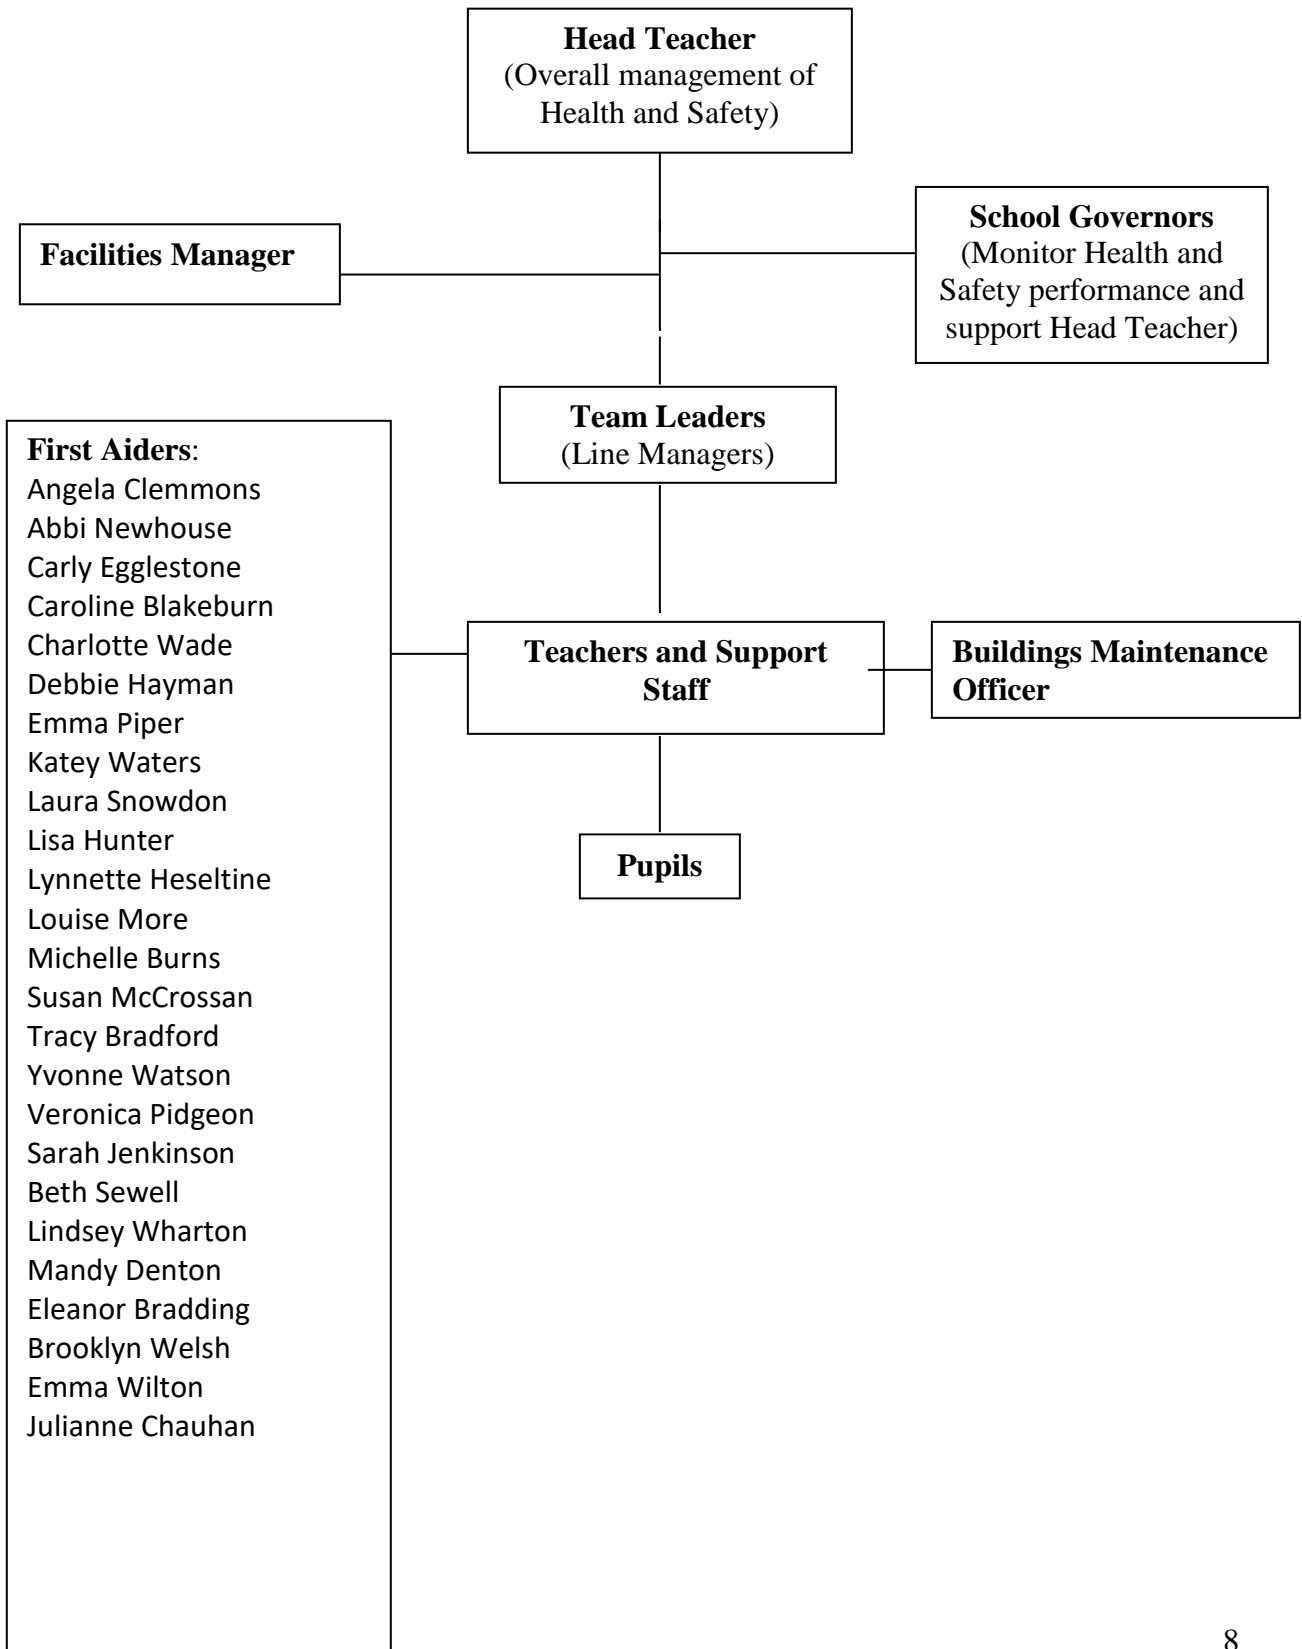 Head Teacher
(Overall management of
Health and Safety)
School Governors
(Monitor Health and
Safety performance and
support Head Teacher)
Facilities Manager
Team Leaders
(Line Managers)
First Aiders:
Angela Clemmons
Abbi Newhouse
Carly Egglestone
Caroline Blakeburn
Charlotte Wade
Debbie Hayman
Emma Piper
Katey Waters
Laura Snowdon
Lisa Hunter
Lynnette Heseltine
Louise More
Michelle Burns
Susan McCrossan
Tracy Bradford
Yvonne Watson
Veronica Pidgeon
Sarah Jenkinson
Beth Sewell
Lindsey Wharton
Mandy Denton
Eleanor Bradding
Brooklyn Welsh
Emma Wilton
Julianne Chauhan
Teachers and Support
Staff
Buildings Maintenance
Officer
Pupils
8